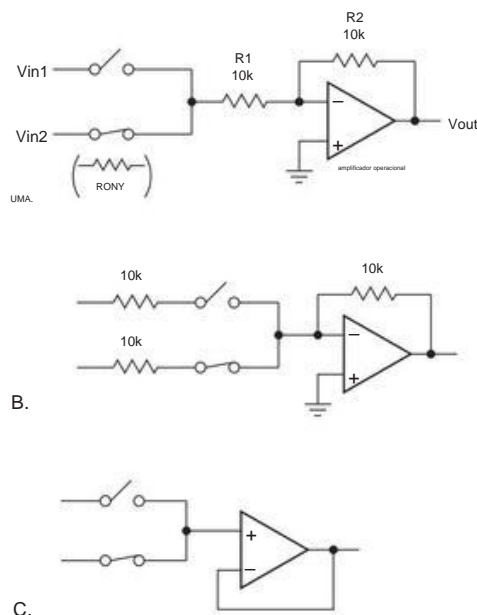 R1
10k
R2
10k
Vin1
Vin2
Vout
RONY
amplificador operacional
UMA.
10k
10k
10k
B.
C.